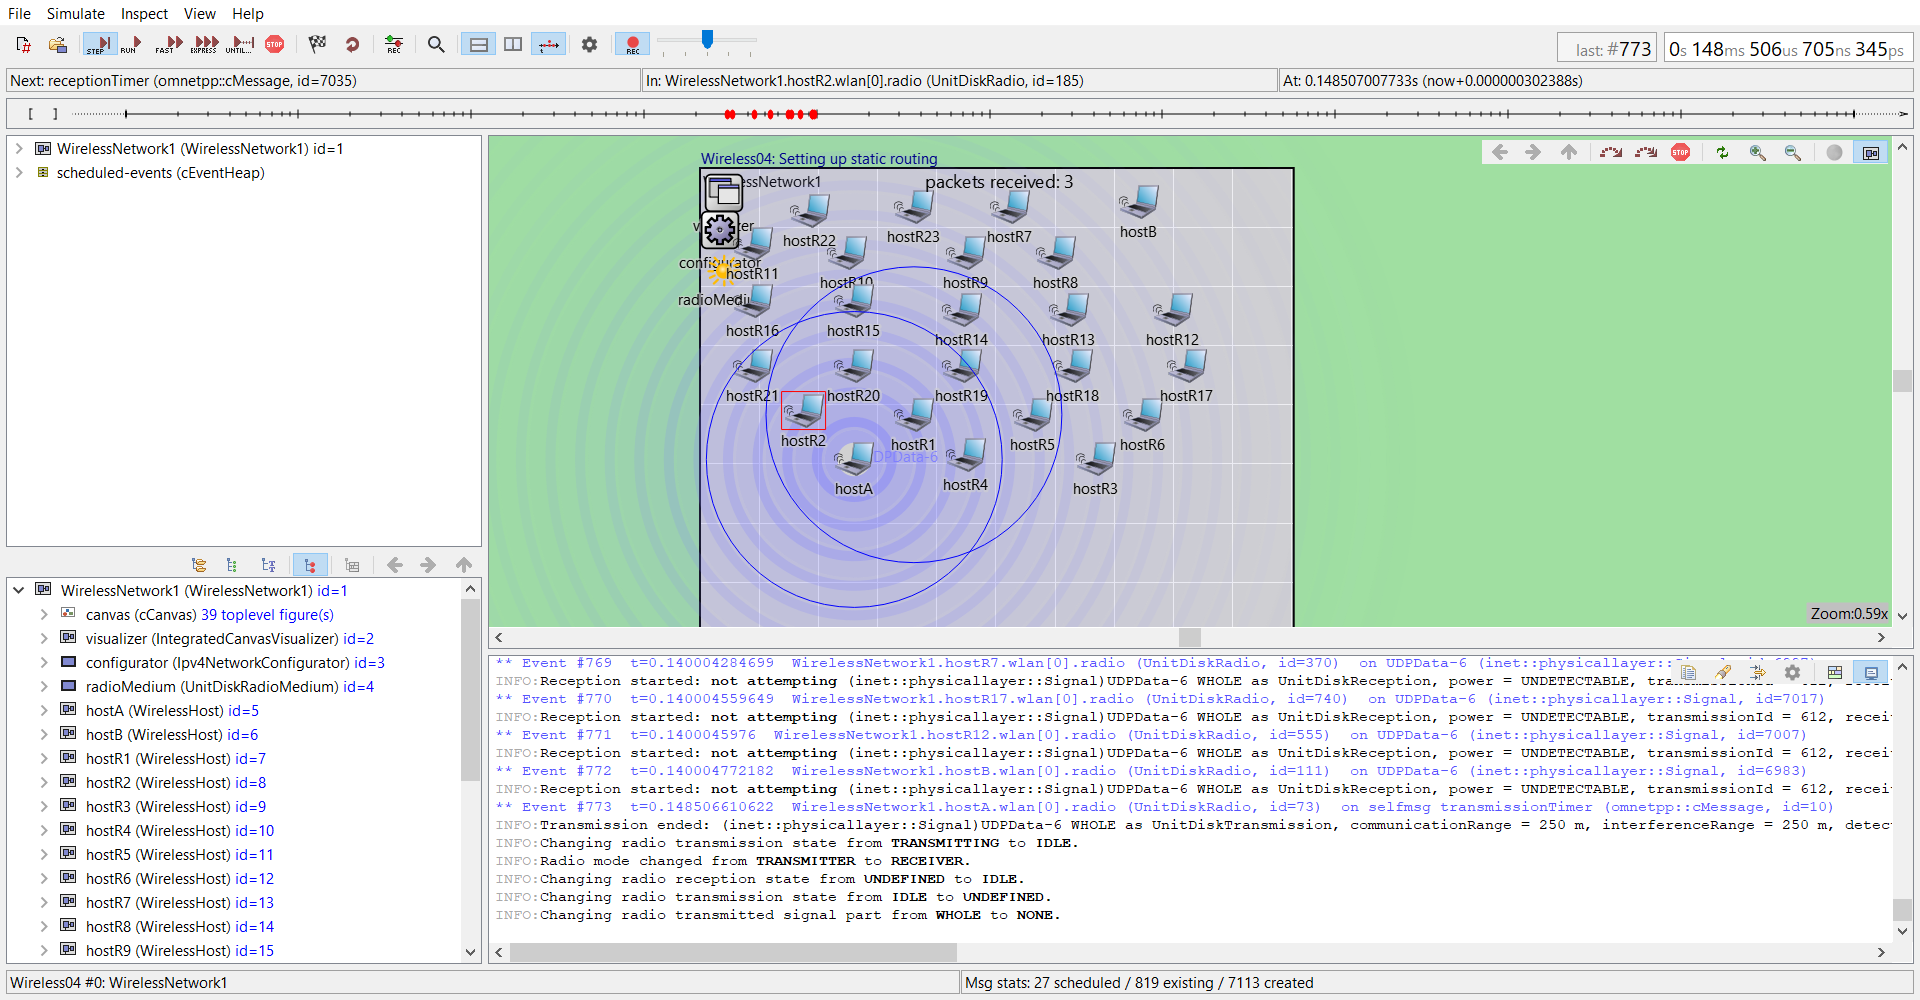 File Simulate Inspect View Help
STEP RUN FAST EXPRESS UNTIL... STOP REC REC last: #773 0s 148ms 506us 705ns 345ps
Next: receptionTimer (omnetpp::cMessage, id=7035) In: WirelessNetwork1.hostR2.wlan[0].radio (UnitDiskRadio, id=185) At: 0.148507007733s (now+0.000000302388s)
[ ]
WirelessNetwork1 (WirelessNetwork1) id=1
scheduled-events (cEventHeap)
WirelessNetwork1 (WirelessNetwork1) id=1
canvas (cCanvas) 39 toplevel figure(s)
visualizer (IntegratedCanvasVisualizer) id=2
configurator (Ipv4NetworkConfigurator) id=3
radioMedium (UnitDiskRadioMedium) id=4
hostA (WirelessHost) id=5
hostB (WirelessHost) id=6
hostR1 (WirelessHost) id=7
hostR2 (WirelessHost) id=8
hostR3 (WirelessHost) id=9
hostR4 (WirelessHost) id=10
hostR5 (WirelessHost) id=11
hostR6 (WirelessHost) id=12
hostR7 (WirelessHost) id=13
hostR8 (WirelessHost) id=14
hostR9 (WirelessHost) id=15
Wireless04: Setting up static routing
STOP
essNetwork1 packets received: 3
hostR22 hostR23 hostR7 hostB
configurator
hostR11 hostR10 hostR9 hostR8
radioMedi
hostR16 hostR15 hostR14 hostR13 hostR12
hostR21 hostR20 hostR19 hostR18 hostR17
hostR2 hostR1 hostR5 hostR6
DPData-6
hostA hostR4 hostR3
Zoom:0.59x
** Event #769 t=0.140004284699 WirelessNetwork1.hostR7.wlan[0].radio (UnitDiskRadio, id=370) on UDPData-6 (inet::physicallayer::
INFO:Reception started: not attempting (inet::physicallayer::Signal)UDPData-6 WHOLE as UnitDiskReception, power = UNDETECTABLE,
** Event #770 t=0.140004559649 WirelessNetwork1.hostR17.wlan[0].radio (UnitDiskRadio, id=740) on UDPData-6 (inet::physicallayer::Signal, id=7017)
INFO:Reception started: not attempting (inet::physicallayer::Signal)UDPData-6 WHOLE as UnitDiskReception, power = UNDETECTABLE, transmissionId = 612, recei
** Event #771 t=0.1400045976 WirelessNetwork1.hostR12.wlan[0].radio (UnitDiskRadio, id=555) on UDPData-6 (inet::physicallayer::Signal, id=7007)
INFO:Reception started: not attempting (inet::physicallayer::Signal)UDPData-6 WHOLE as UnitDiskReception, power = UNDETECTABLE, transmissionId = 612, recei
** Event #772 t=0.140004772182 WirelessNetwork1.hostB.wlan[0].radio (UnitDiskRadio, id=111) on UDPData-6 (inet::physicallayer::Signal, id=6983)
INFO:Reception started: not attempting (inet::physicallayer::Signal)UDPData-6 WHOLE as UnitDiskReception, power = UNDETECTABLE, transmissionId = 612, recei
** Event #773 t=0.148506610622 WirelessNetwork1.hostA.wlan[0].radio (UnitDiskRadio, id=73) on selfmsg transmissionTimer (omnetpp::cMessage, id=10)
INFO:Transmission ended: (inet::physicallayer::Signal)UDPData-6 WHOLE as UnitDiskTransmission, communicationRange = 250 m, interferenceRange = 250 m, detec
INFO:Changing radio transmission state from TRANSMITTING to IDLE.
INFO:Radio mode changed from TRANSMITTER to RECEIVER.
INFO:Changing radio reception state from UNDEFINED to IDLE.
INFO:Changing radio transmission state from IDLE to UNDEFINED.
INFO:Changing radio transmitted signal part from WHOLE to NONE.
Wireless04 #0: WirelessNetwork1 Msg stats: 27 scheduled / 819 existing / 7113 created